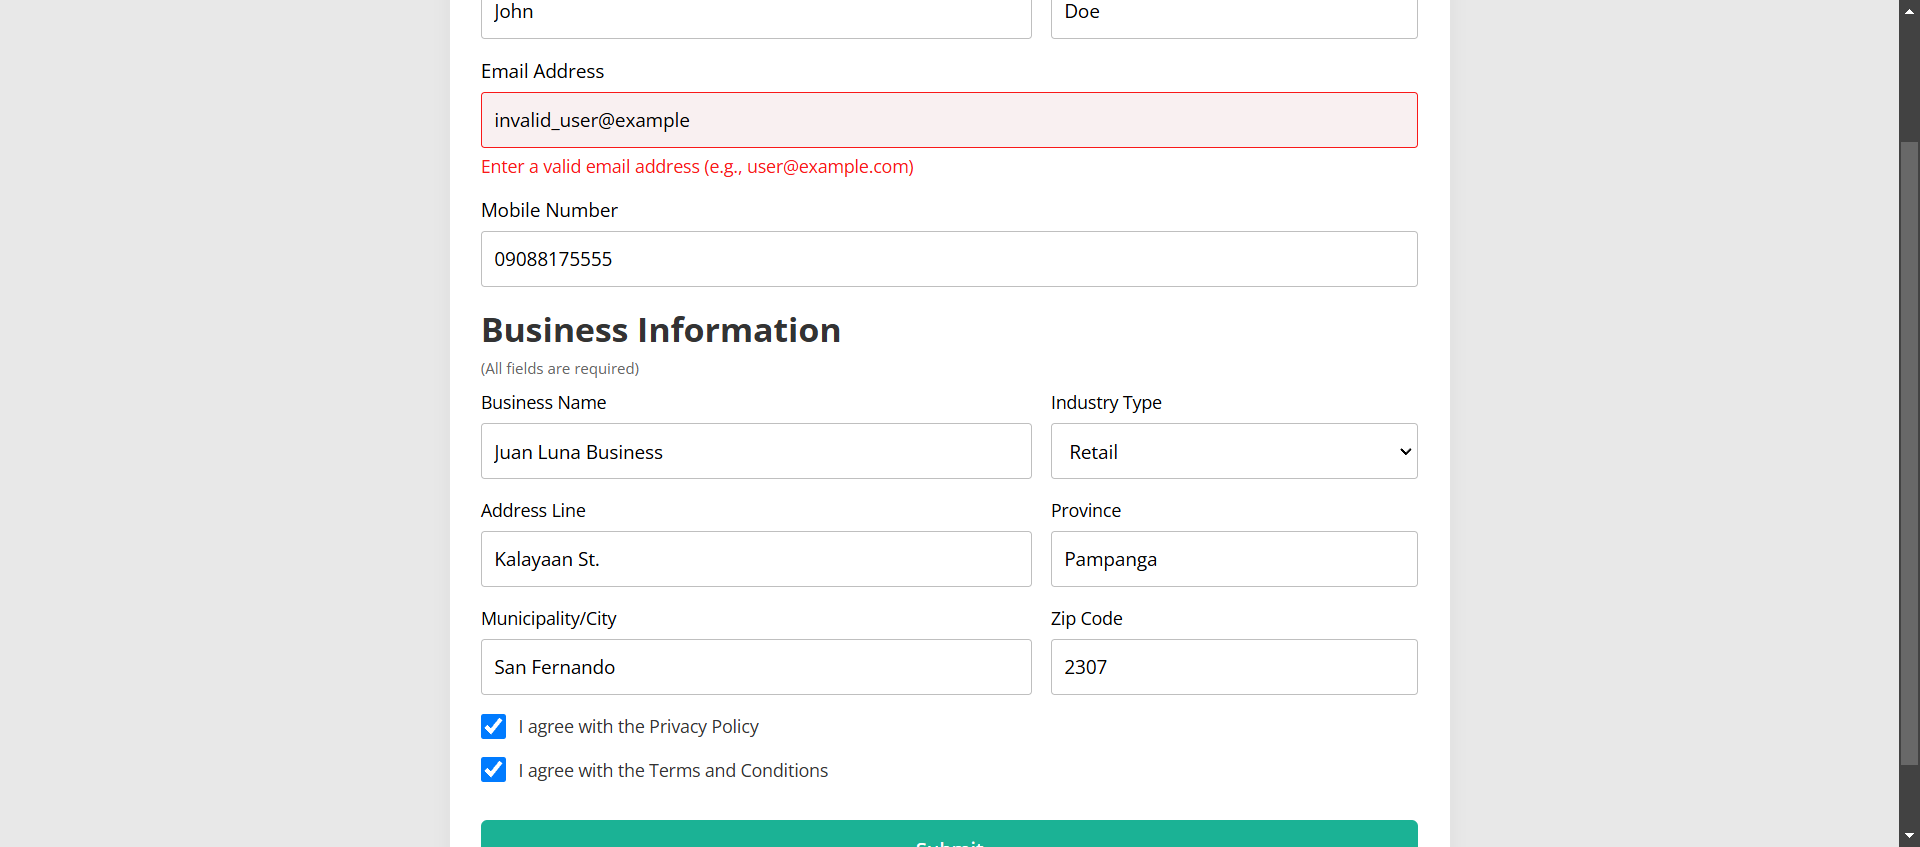 John Doe
Email Address
invalid_user@example
Enter a valid email address (e.g., user@example.com)
Mobile Number
09088175555
Business Information
(All fields are required)
Business Name Industry Type
Juan Luna Business Retail
Address Line Province
Kalayaan St. Pampanga
Municipality/City Zip Code
San Fernando 2307
I agree with the Privacy Policy
I agree with the Terms and Conditions
Submit